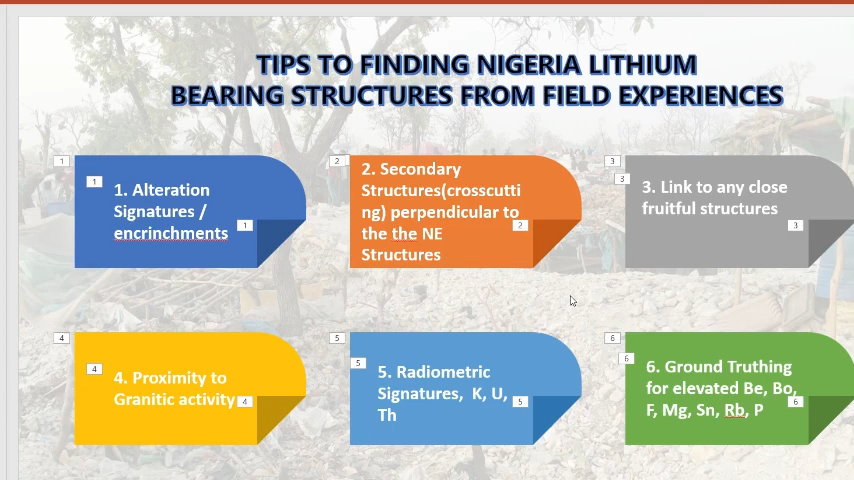 TIPS TO FINDING NIGERIA LITHIUM
BEARING STRUCTURES FROM FIELD EXPERIENCES
1
1
1. Alteration
Signatures /
encrinchments
1
2
2. Secondary
Structures(crosscutti
ng) perpendicular to
the the NE
Structures
2
3
3
3. Link to any close
fruitful structures
3
4
4
4. Proximity to
Granitic activity
4
5
5
5. Radiometric
Signatures, K, U,
Th
5
6
6
6. Ground Truthing
for elevated Be, Bo,
F, Mg, Sn, Rb, P
6